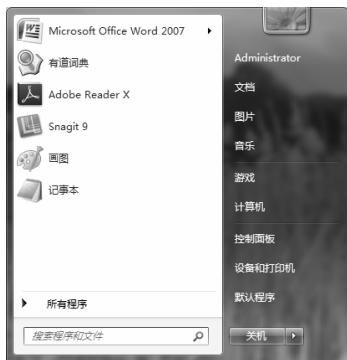 Microsoft Office Word 2007
有道词典
Adobe Reader X
Snagit 9
画图
记事本
所有程序
搜索程序和文件
Administrator
文档
图片
音乐
游戏
计算机
控制面板
设备和打印机
默认程序
关机